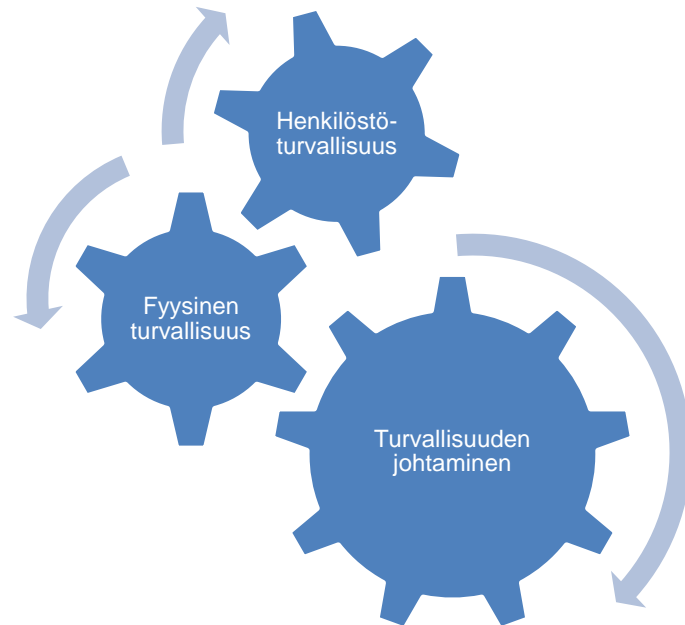 Henkilöstö-
turvallisuus
Fyysinen
turvallisuus
Turvallisuuden
johtaminen